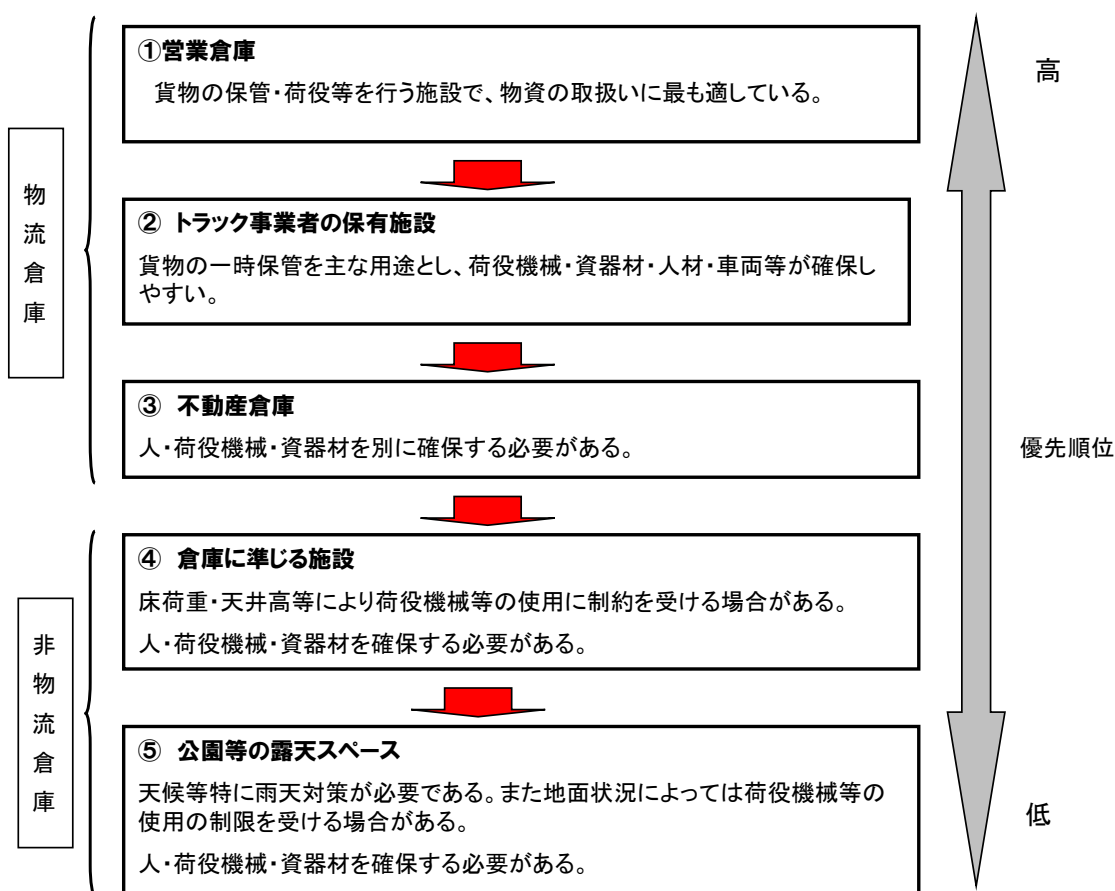 ①営業倉庫
貨物の保管・荷役等を行う施設で、物資の取扱いに最も適している。
② トラック事業者の保有施設
貨物の一時保管を主な用途とし、荷役機械・資器材・人材・車両等が確保し
やすい。
③ 不動産倉庫
人・荷役機械・資器材を別に確保する必要がある。
物流倉庫
④ 倉庫に準じる施設
床荷重・天井高等により荷役機械等の使用に制約を受ける場合がある。
人・荷役機械・資器材を確保する必要がある。
⑤ 公園等の露天スペース
天候等特に雨天対策が必要である。また地面状況によっては荷役機械等の
使用の制限を受ける場合がある。
人・荷役機械・資器材を確保する必要がある。
非物流倉庫
高
優先順位
低